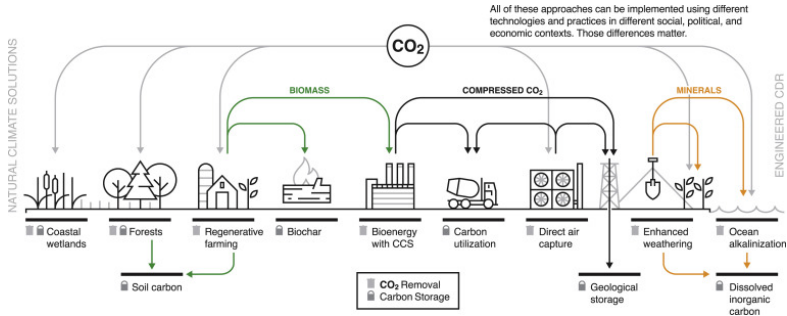 All of these approaches can be implemented using different
technologies and practices in different social, political, and
economic contexts. Those differences matter.
CO2
NATURAL CLIMATE SOLUTIONS
ENGINEERED CDR
BIOMASS
COMPRESSED CO2
MINERALS
Coastal
wetlands
Forests
Regenerative
farming
Biochar
Bioenergy
with CCS
Carbon
utilization
Direct air
capture
Enhanced
weathering
Ocean
alkalinization
Soil carbon
CO2 Removal
Carbon Storage
Geological
storage
Dissolved
inorganic
carbon